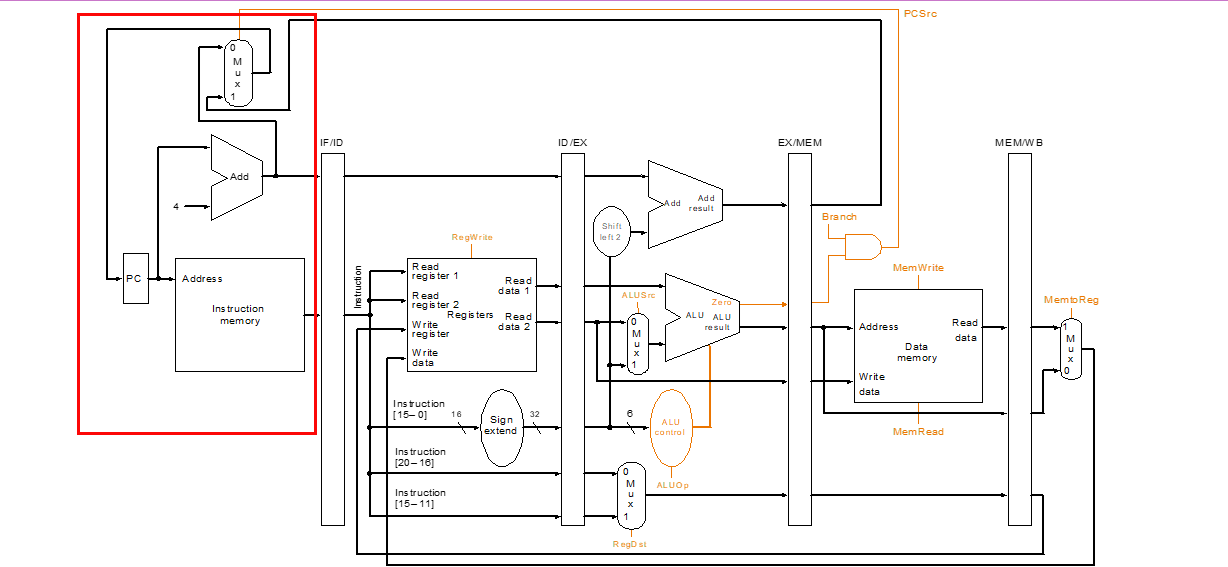 PCSrc
0
M
u
x
1
IF/ID
ID/EX
EX/MEM
MEM/WB
Add
4
Add
Add
result
Shift
left 2
Branch
RegWrite
PC
Address
Instruction
memory
Instruction
Read
register 1
Read
register 2
Write
register
Write
data
Registers
Read
data 1
Read
data 2
ALUSrc
0
M
u
x
1
Zero
ALU
ALU
result
MemWrite
Address
Write
data
Read
data
Data
memory
MemRead
MemtoReg
1
M
u
x
0
Instruction
[15–0]
16
Sign
extend
32
6
ALU
control
ALUOp
Instruction
[20–16]
Instruction
[15–11]
0
M
u
x
1
RegDst